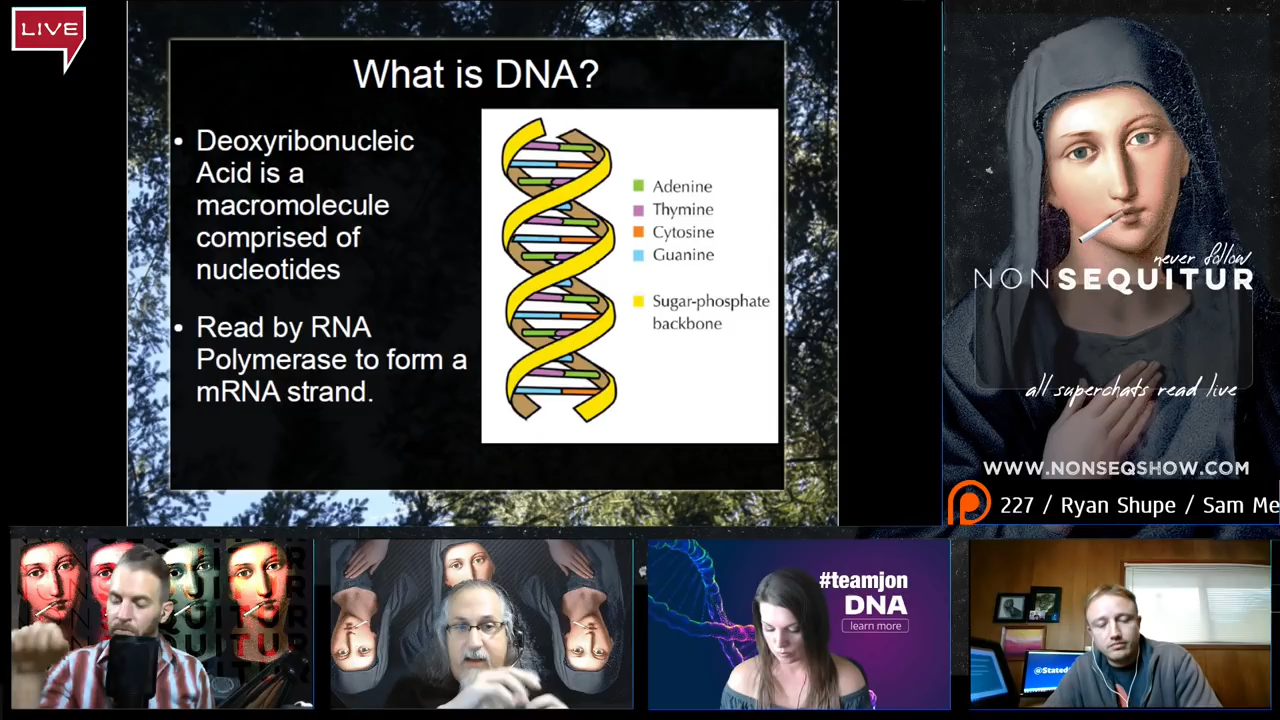 LIVE
What is DNA?
• Deoxyribonucleic
Acid is a
macromolecule
comprised of
nucleotides
• Read by RNA
Polymerase to form a
mRNA strand.
Adenine
Thymine
Cytosine
Guanine
Sugar-phosphate
backbone
never follow
NONSEQUITUR
all superchats read live
WWW.NONSEQSHOW.COM
227 / Ryan Shupe / Sam Me
#teamjon
DNA
learn more